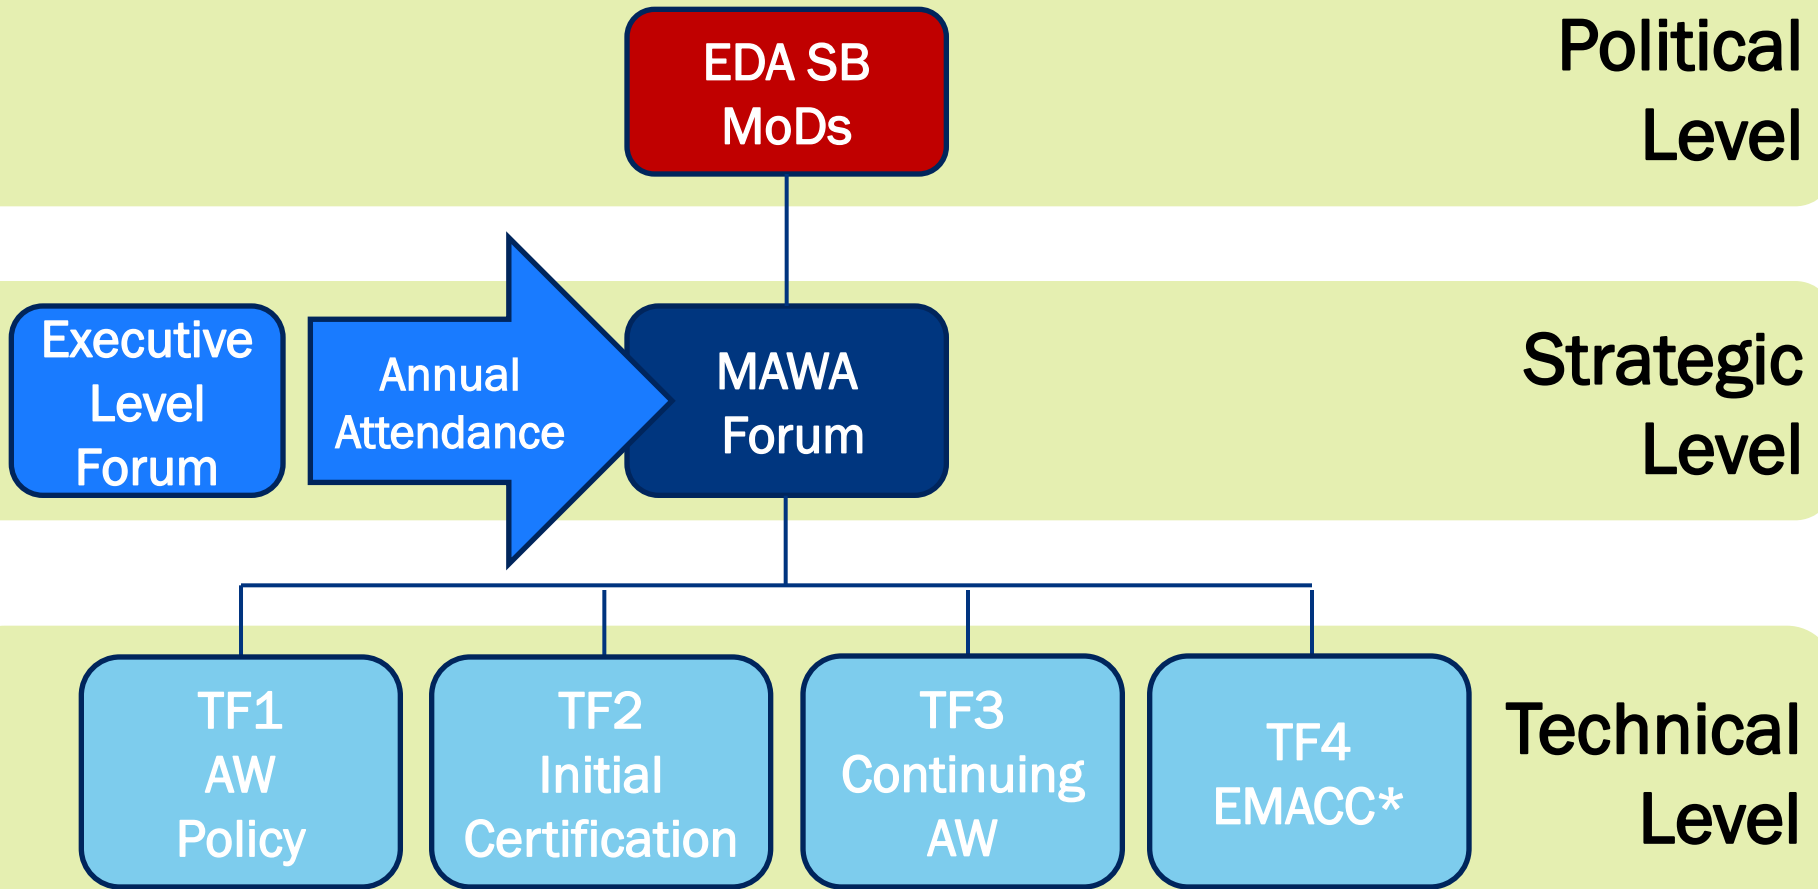 EDA SB
MoDs
Political
Level
Executive
Level
Forum
Annual
Attendance
MAWA
Forum
Strategic
Level
TF1
AW
Policy
TF2
Initial
Certification
TF3
Continuing
AW
TF4
EMACC*
Technical
Level